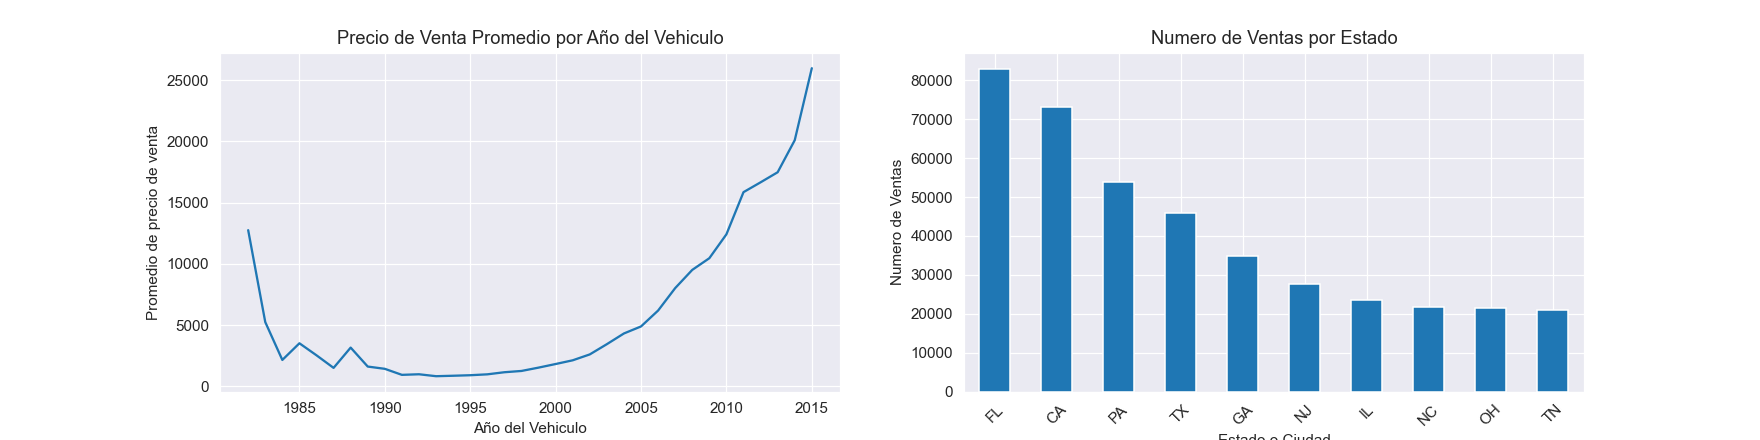 Precio de Venta Promedio por Año del Vehiculo
Promedio de precio de venta
25000
20000
15000
10000
5000
0
1985 1990 1995 2000 2005 2010 2015
Año del Vehiculo
Numero de Ventas por Estado
Numero de Ventas
80000
70000
60000
50000
40000
30000
20000
10000
0
FL CA PA TX GA NJ IL NC OH TN
Estado o Ciudad